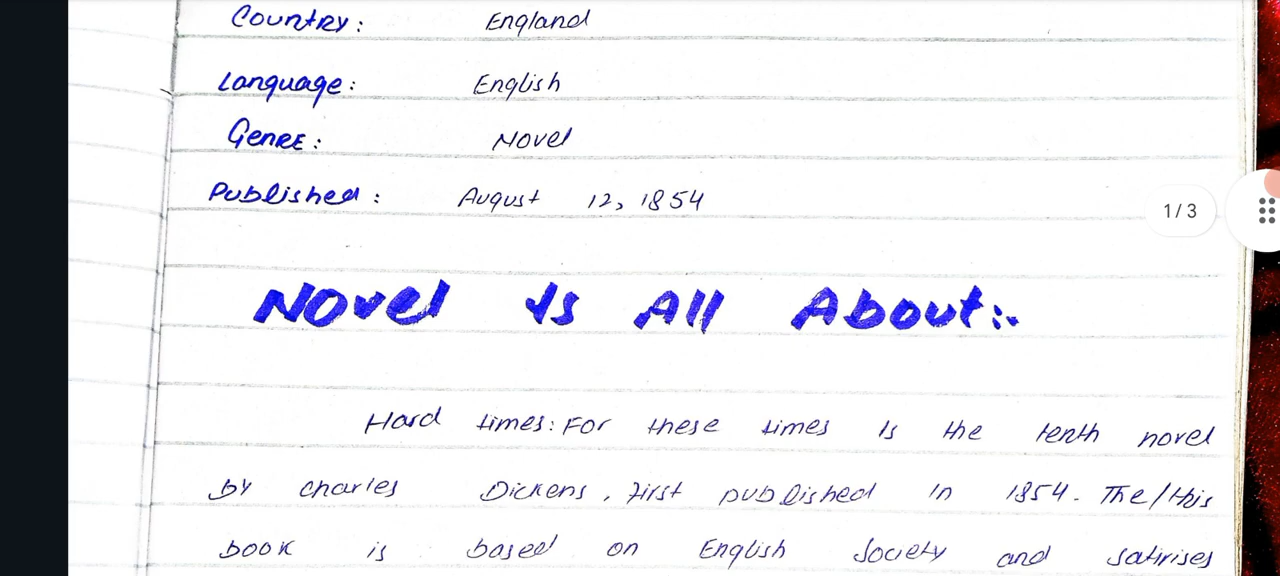 Country: England
Language: English
Genre: Novel
Published: August 12, 1854
1/3
Novel Is All About:-
Hard times: For these times Is the tenth novel
by charles Dickens, first published in 1854. The/this
book is based on English Society and satirises